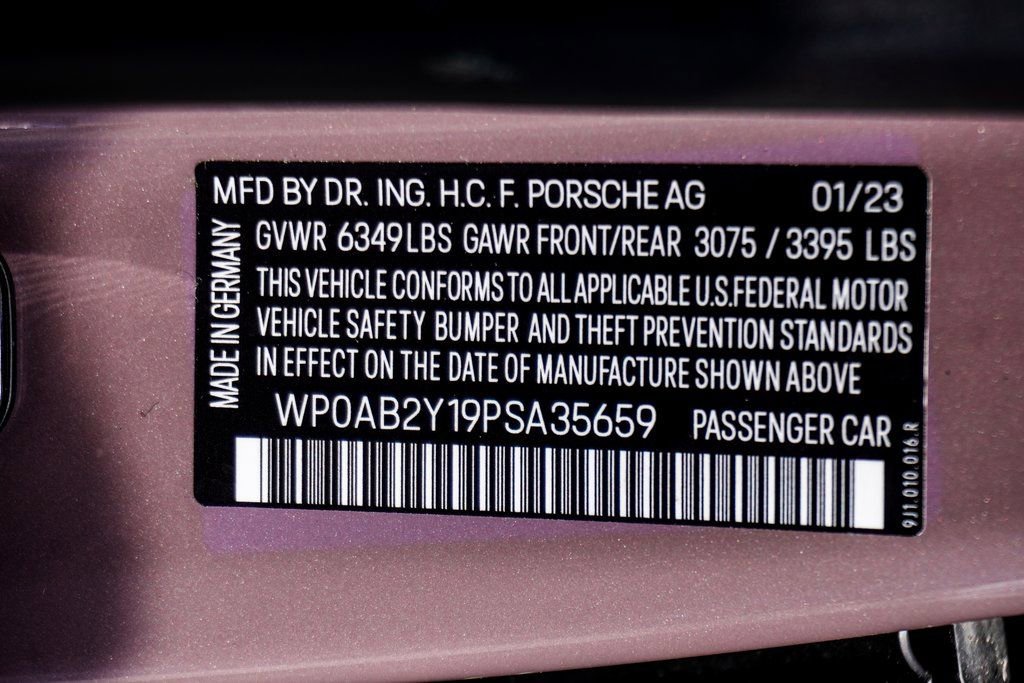 MFD BY DR. ING. H.C. F. PORSCHE AG 01/23
GVWR 6349LBS GAWR FRONT/REAR 3075 / 3395 LBS
THIS VEHICLE CONFORMS TO ALL APPLICABLE U.S.FEDERAL MOTOR
VEHICLE SAFETY BUMPER AND THEFT PREVENTION STANDARDS
IN EFFECT ON THE DATE OF MANUFACTURE SHOWN ABOVE
WP0AB2Y19PSA35659 PASSENGER CAR
MADE IN GERMANY
9J1.010.016.R